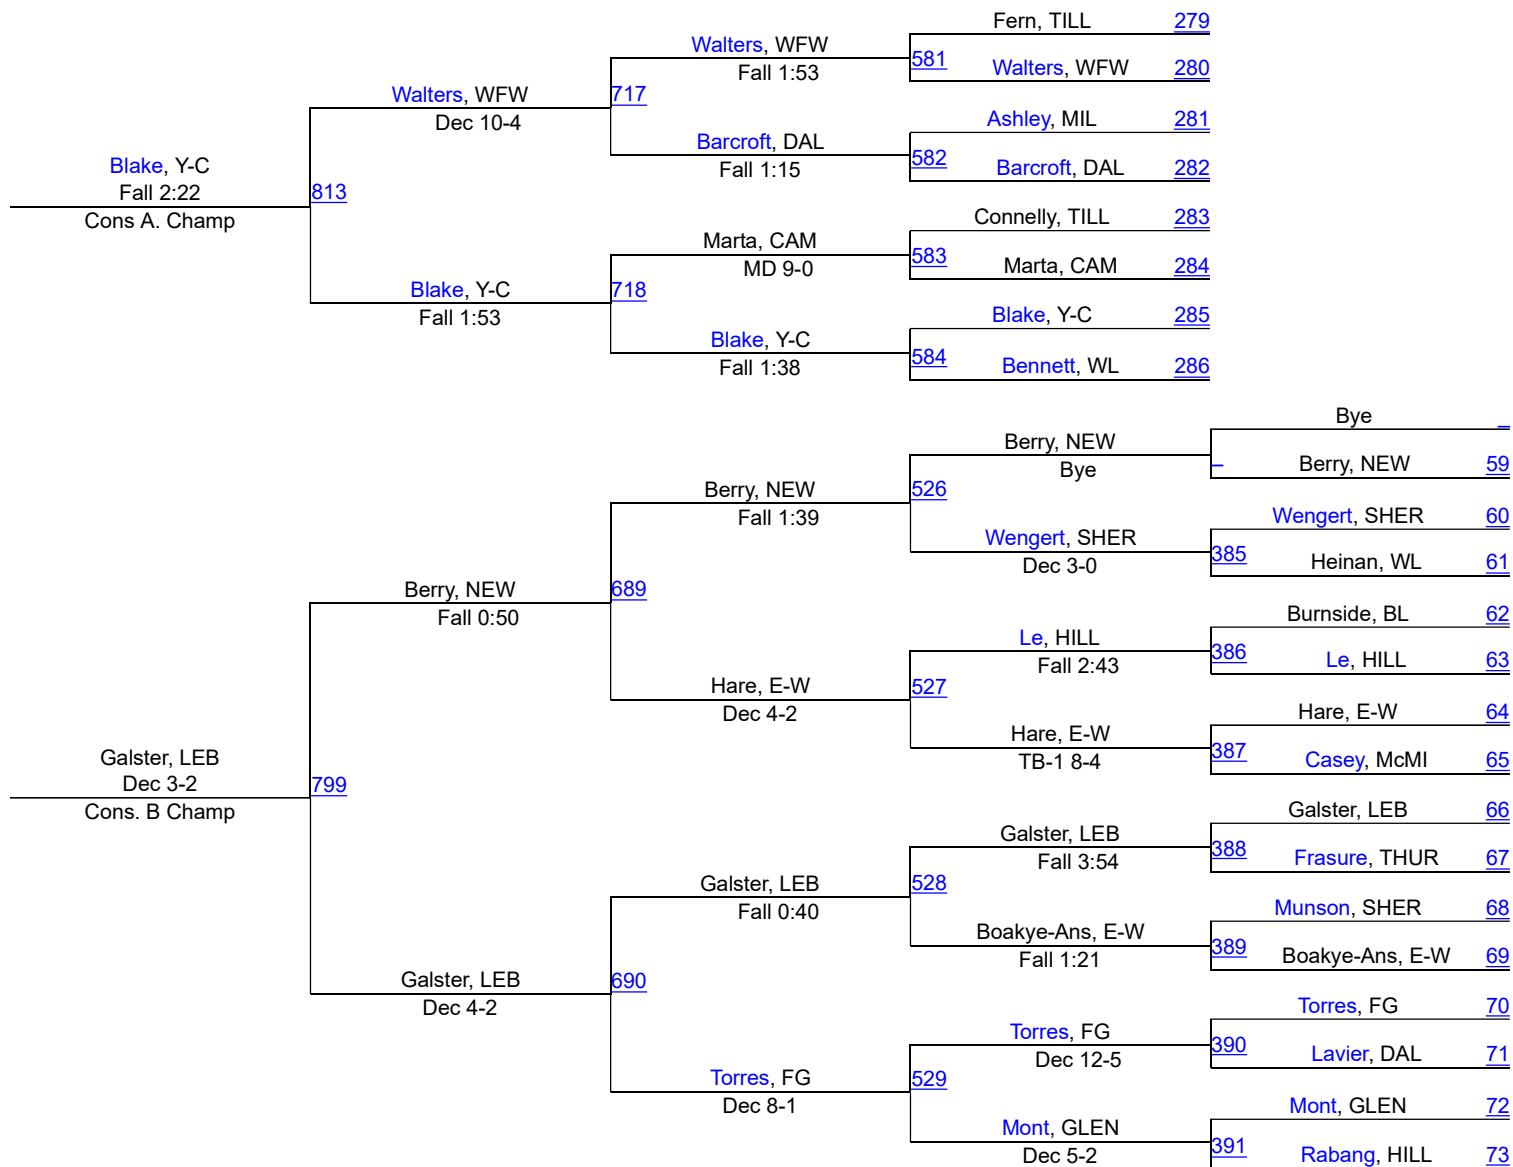 Fern, TILL 279
Walters, WFW
Fall 1:53
581
Walters, WFW 280
Walters, WFW
Dec 10-4
717
Ashley, MIL 281
Barcroft, DAL
Fall 1:15
582
Barcroft, DAL 282
Blake, Y-C
Fall 2:22
Cons A. Champ
813
Connelly, TILL 283
Marta, CAM
MD 9-0
583
Marta, CAM 284
Blake, Y-C
Fall 1:53
718
Blake, Y-C 285
Blake, Y-C
Fall 1:38
584
Bennett, WL 286
Bye _
Berry, NEW
Bye
_
Berry, NEW 59
Berry, NEW
Fall 1:39
526
Wengert, SHER 60
Wengert, SHER
Dec 3-0
385
Heinan, WL 61
Berry, NEW
Fall 0:50
689
Burnside, BL 62
Le, HILL
Fall 2:43
386
Le, HILL 63
Hare, E-W
Dec 4-2
527
Hare, E-W 64
Hare, E-W
TB-1 8-4
387
Casey, McMI 65
Galster, LEB
Dec 3-2
Cons. B Champ
799
Galster, LEB 66
Galster, LEB
Fall 3:54
388
Frasure, THUR 67
Galster, LEB
Fall 0:40
528
Munson, SHER 68
Boakye-Ans, E-W
Fall 1:21
389
Boakye-Ans, E-W 69
Galster, LEB
Dec 4-2
690
Torres, FG 70
Torres, FG
Dec 12-5
390
Lavier, DAL 71
Torres, FG
Dec 8-1
529
Mont, GLEN 72
Mont, GLEN
Dec 5-2
391
Rabang, HILL 73